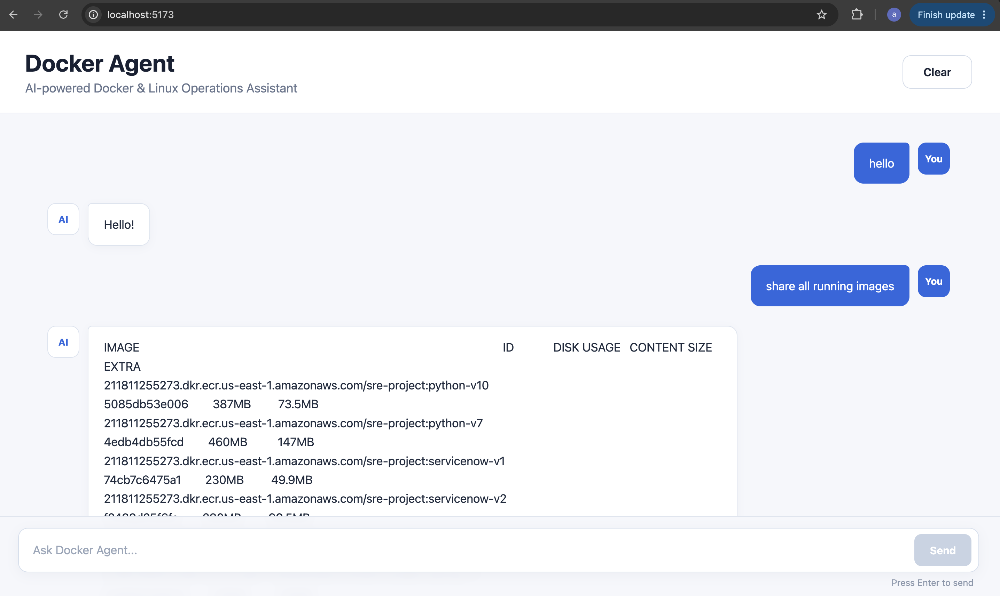 localhost:5173
a
Finish update
Docker Agent
AI-powered Docker & Linux Operations Assistant
Clear
hello
You
AI
Hello!
share all running images
You
AI
IMAGE ID DISK USAGE CONTENT SIZE
EXTRA
211811255273.dkr.ecr.us-east-1.amazonaws.com/sre-project:python-v10
5085db53e006 387MB 73.5MB
211811255273.dkr.ecr.us-east-1.amazonaws.com/sre-project:python-v7
4edb4db55fcd 460MB 147MB
211811255273.dkr.ecr.us-east-1.amazonaws.com/sre-project:servicenow-v1
74cb7c6475a1 230MB 49.9MB
211811255273.dkr.ecr.us-east-1.amazonaws.com/sre-project:servicenow-v2
Ask Docker Agent...
Send
Press Enter to send